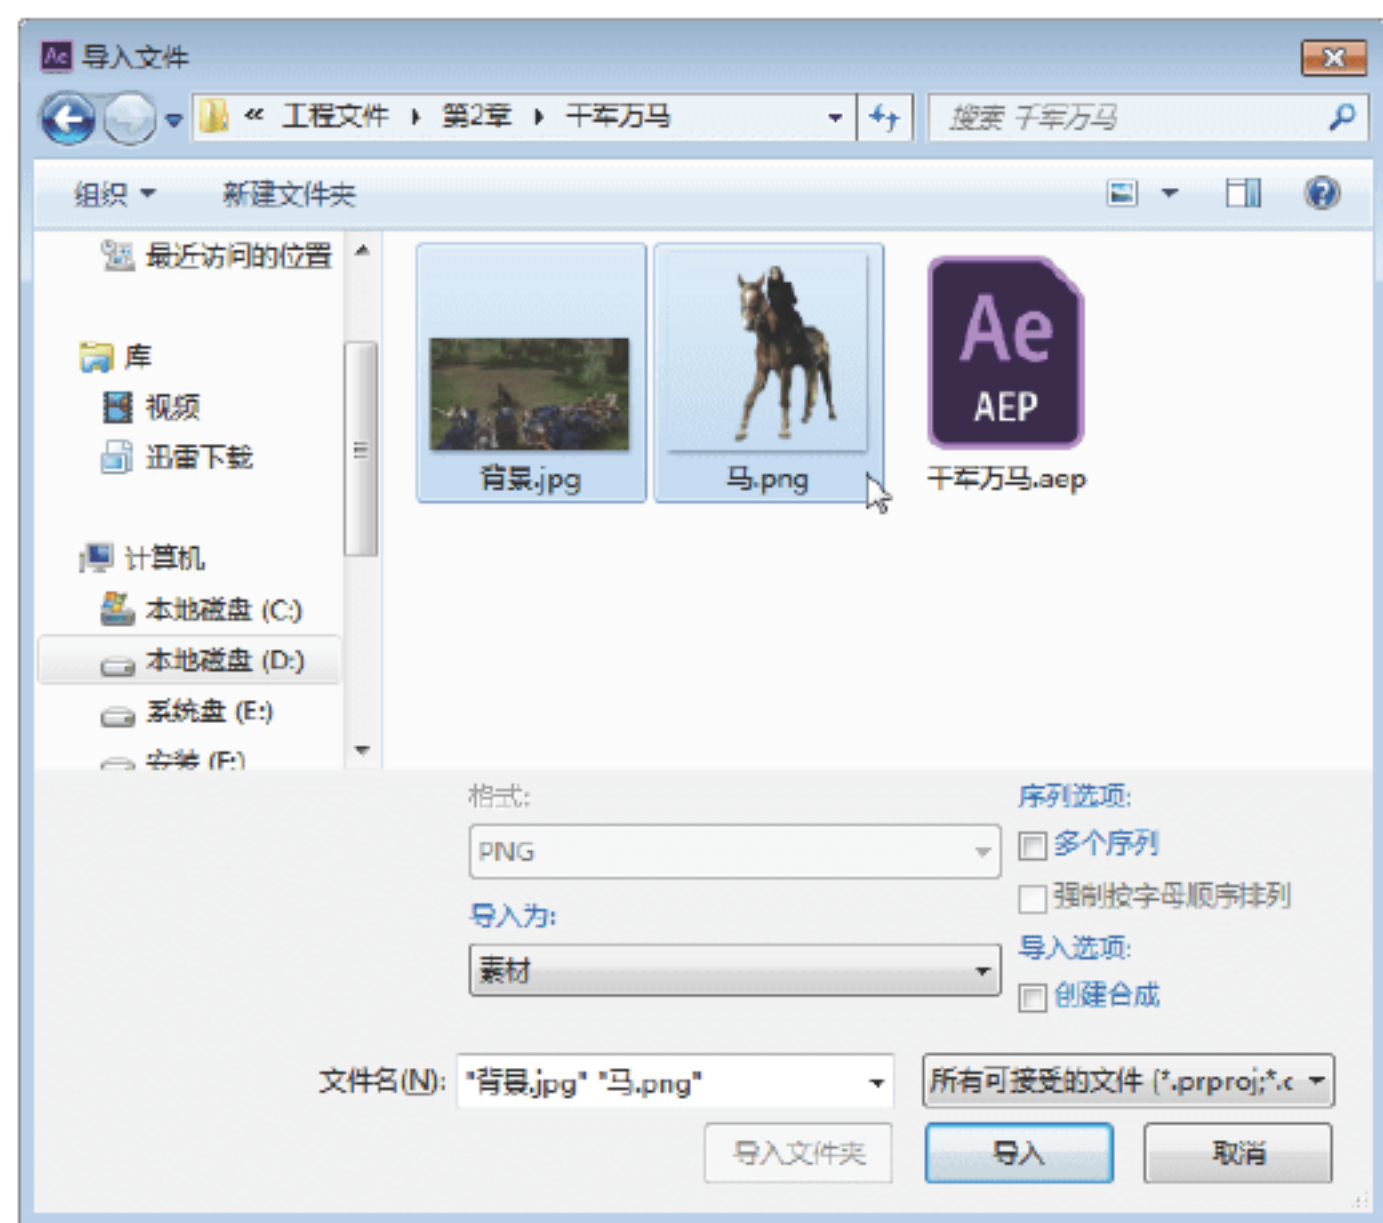 Ae 导入文件
« 工程文件 第2章 千军万马
搜索 千军万马
组织 新建文件夹
最近访问的位置
库
视频
迅雷下载
计算机
本地磁盘 (C:)
本地磁盘 (D:)
系统盘 (E:)
安装 (F:)
背景.jpg
马.png
Ae
AEP
千军万马.aep
格式:
PNG
导入为:
素材
序列选项:
多个序列
强制按字母顺序排列
导入选项:
创建合成
文件名(N): "背景.jpg" "马.png"
所有可接受的文件 (*.prproj;*.c
导入文件夹 导入 取消